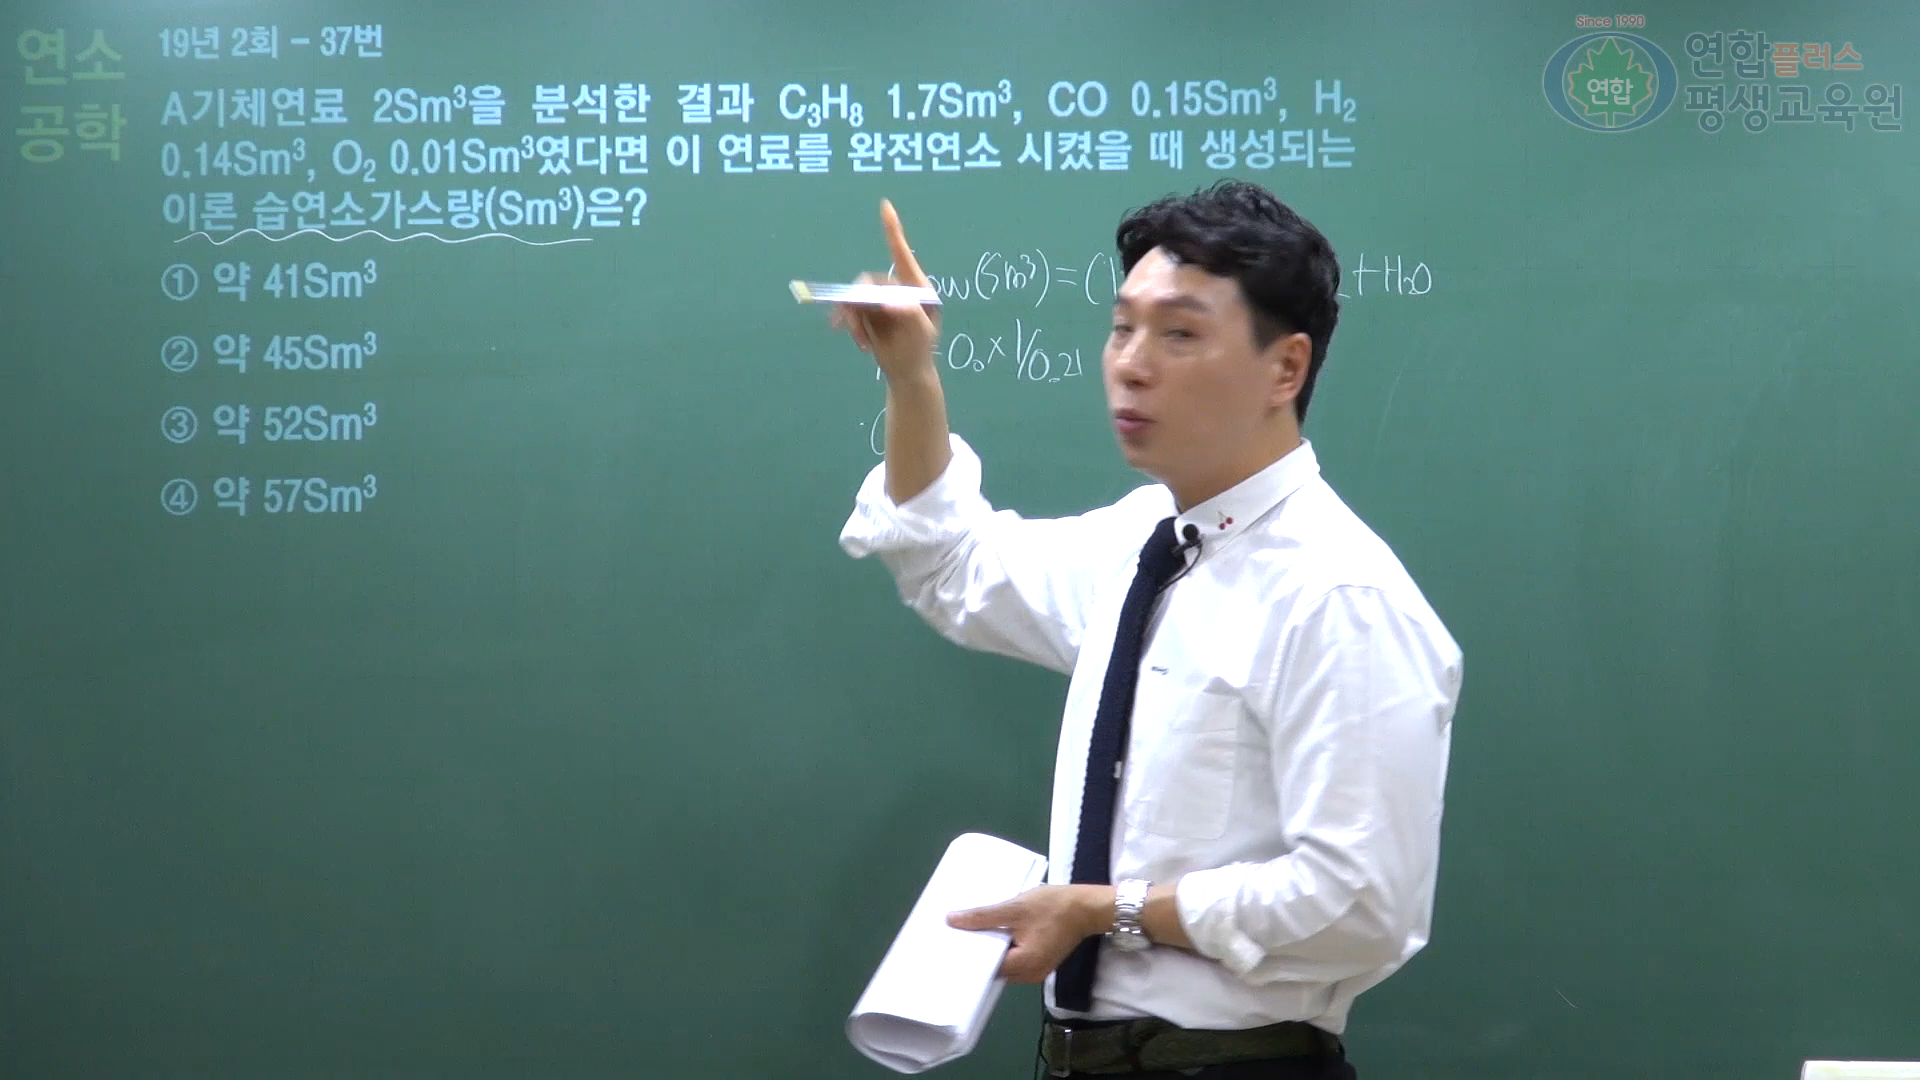 연소
공학
19년 2회 – 37번
A기체연료 2Sm³을 분석한 결과 C₃H₈ 1.7Sm³, CO 0.15Sm³, H₂
0.14Sm³, O₂ 0.01Sm³였다면 이 연료를 완전연소 시켰을 때 생성되는
이론 습연소가스량(Sm³)은?
① 약 41Sm³
② 약 45Sm³
③ 약 52Sm³
④ 약 57Sm³
ow(Sm³)=(1
+H₂O
=O₀×1/0.21
Since 1990
연합
연합플러스
평생교육원